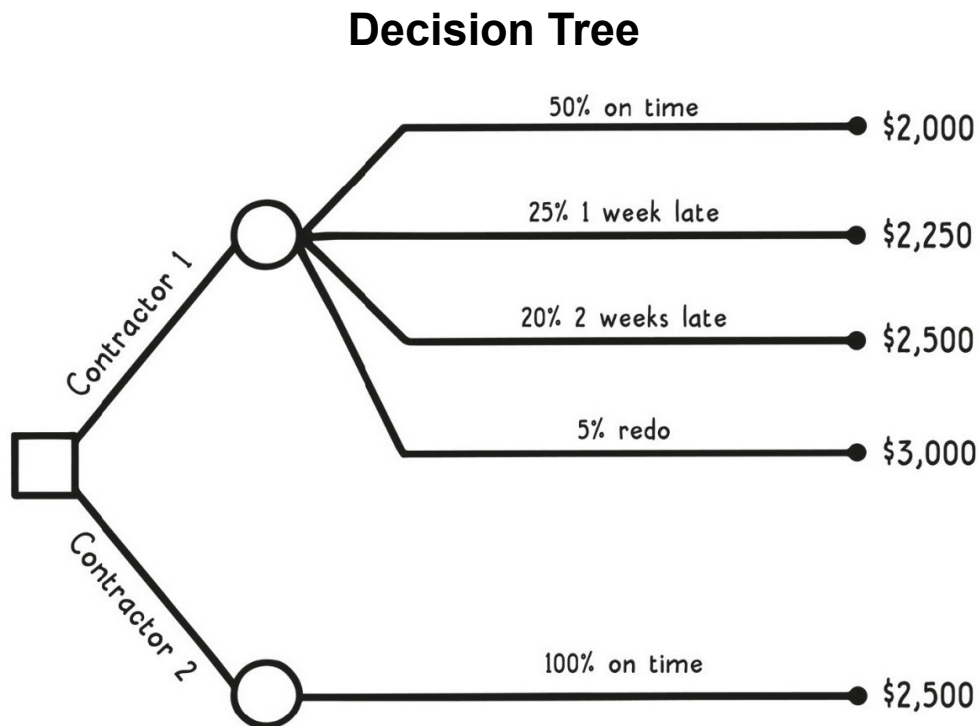 Decision Tree
50% on time
$2,000
25% 1 week late
$2,250
Contractor 1
20% 2 weeks late
$2,500
5% redo
$3,000
Contractor 2
100% on time
$2,500